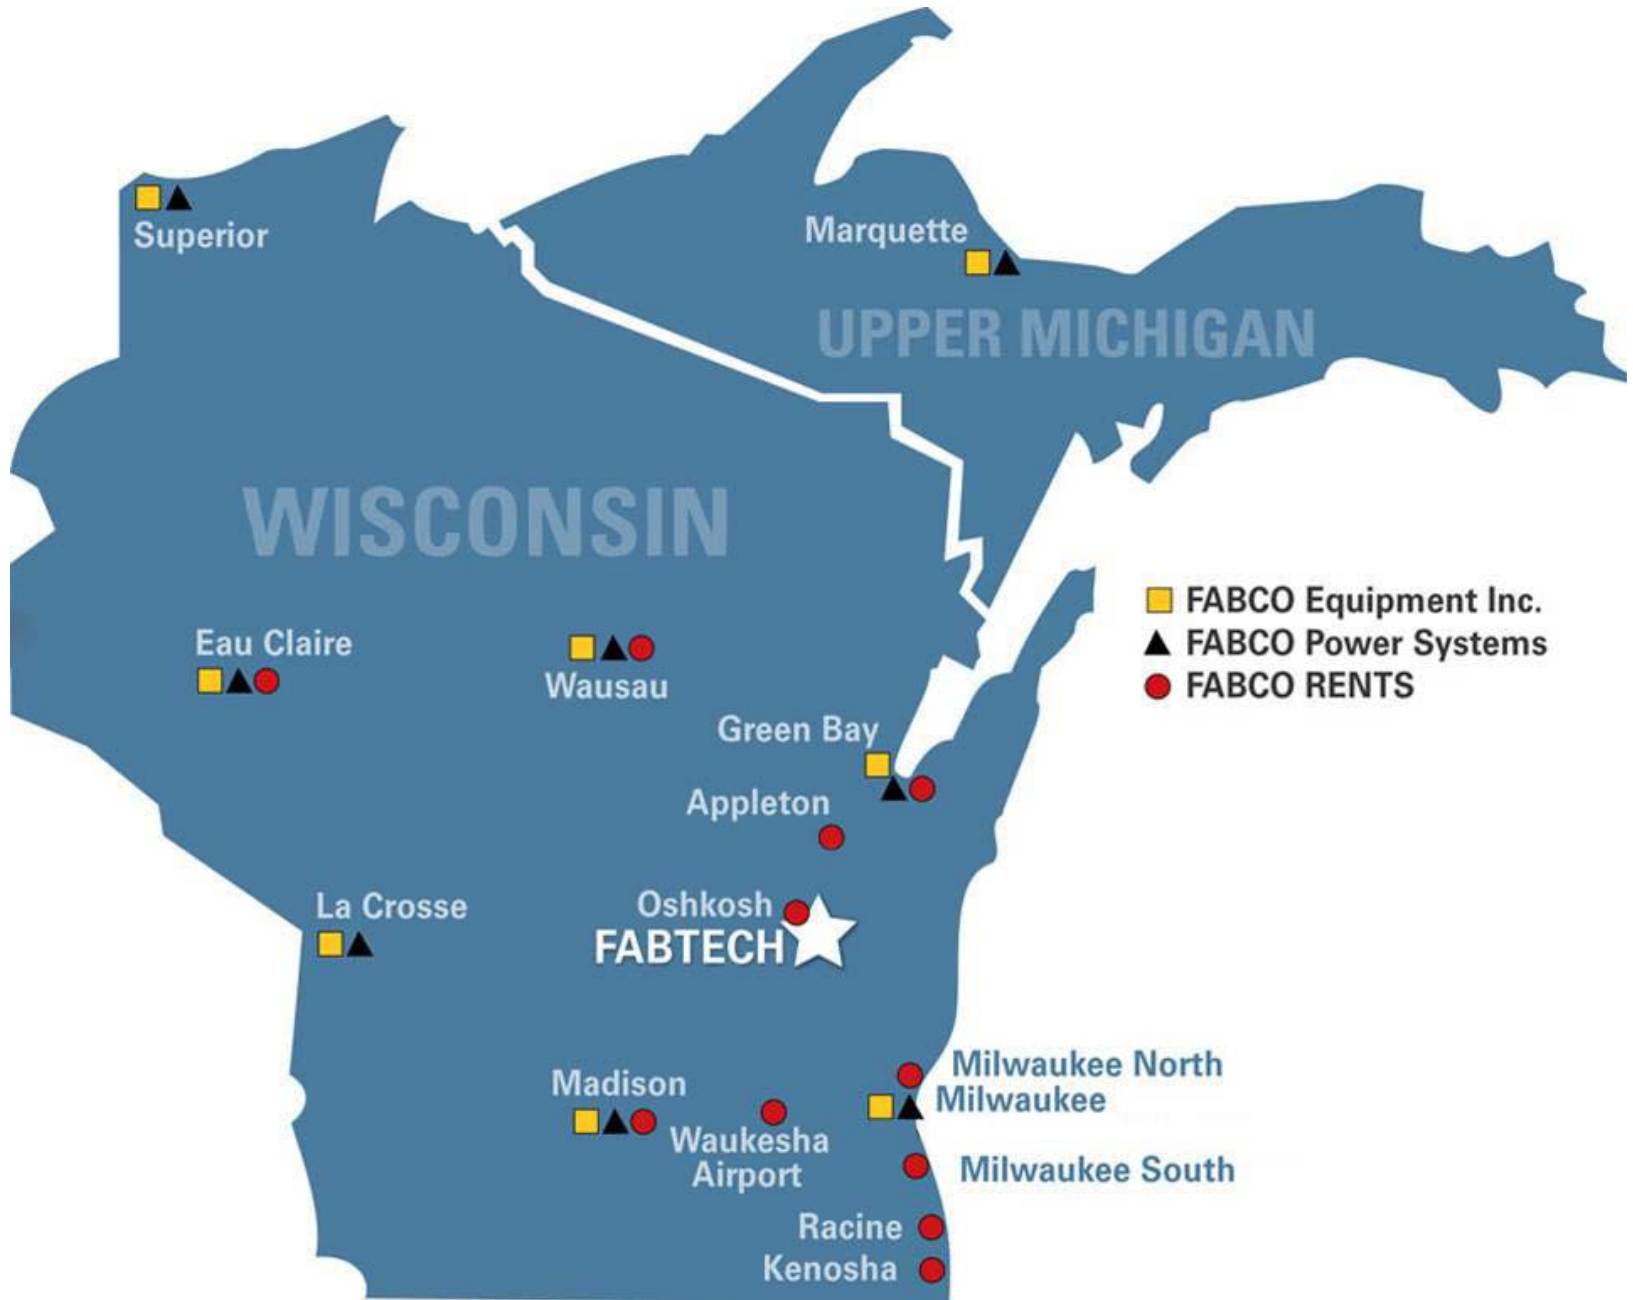 Superior
Marquette
UPPER MICHIGAN
WISCONSIN
FABCO Equipment Inc.
FABCO Power Systems
FABCO RENTS
Eau Claire
Wausau
Green Bay
Appleton
La Crosse
Oshkosh
FABTECH
Milwaukee North
Milwaukee
Madison
Waukesha
Airport
Milwaukee South
Racine
Kenosha